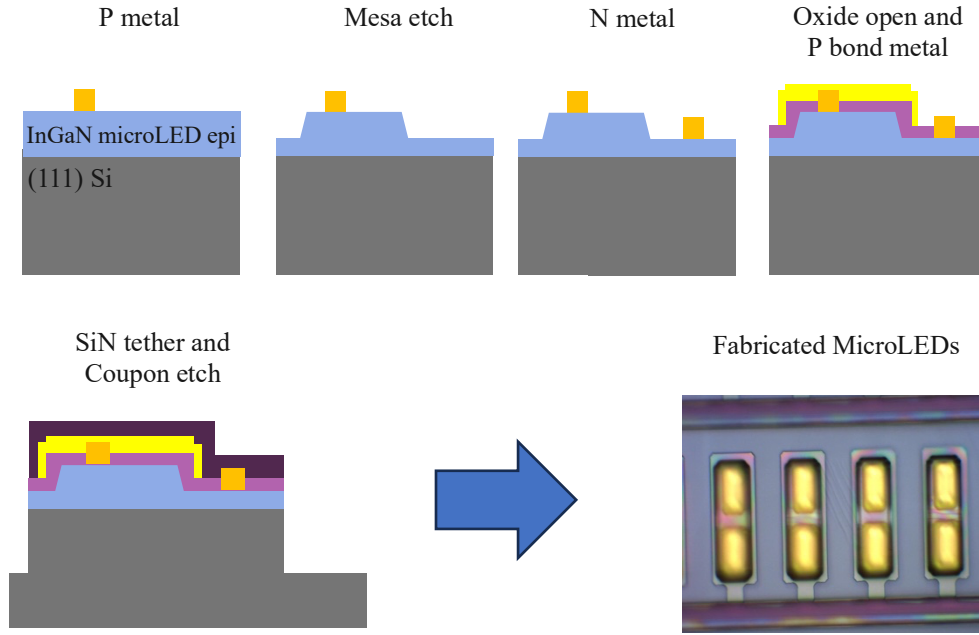 P metal
Mesa etch
N metal
Oxide open and
P bond metal
InGaN microLED epi
(111) Si
SiN tether and
Coupon etch
Fabricated MicroLEDs